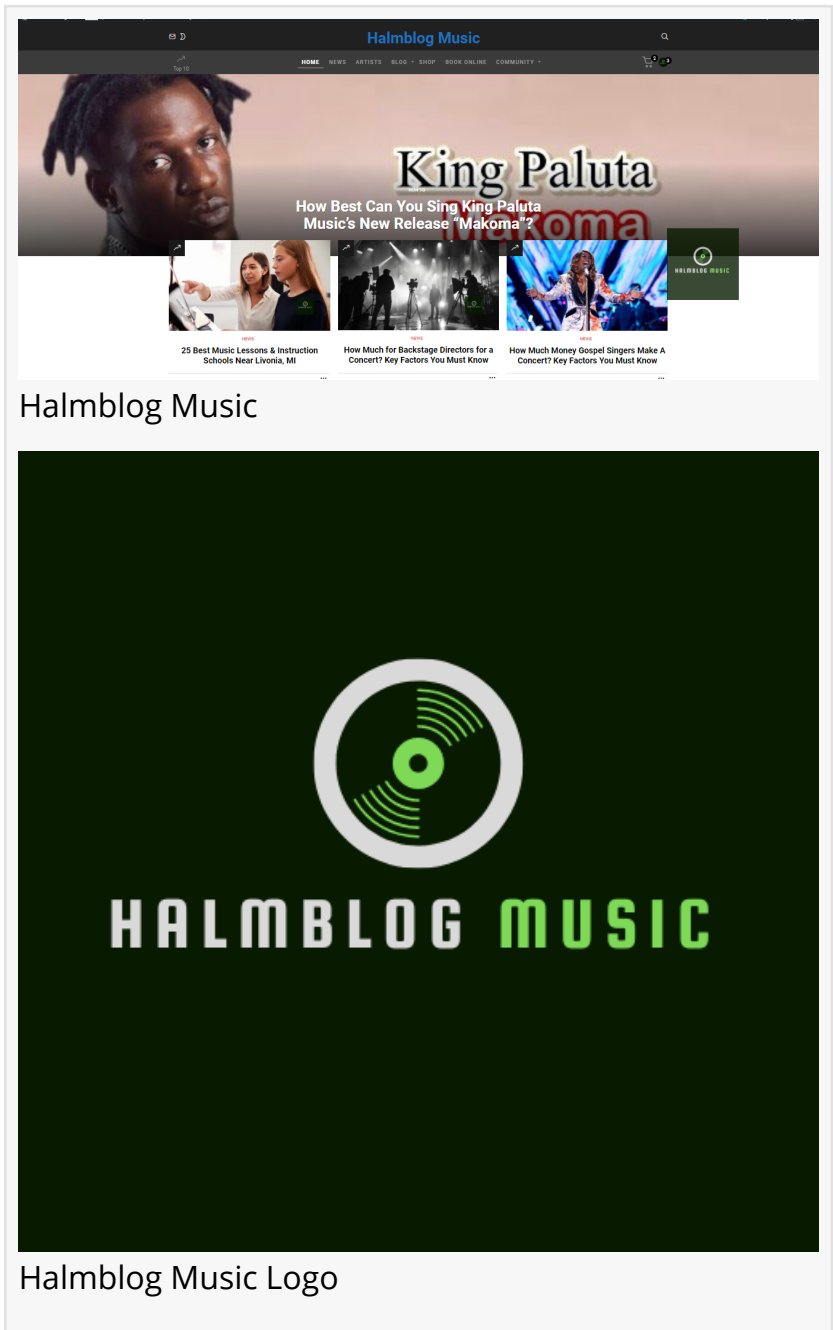 Halmblog Music
Top 10
HOME NEWS ARTISTS BLOG SHOP BOOK ONLINE COMMUNITY
2
3
King Paluta
Makoma
How Best Can You Sing King Paluta
Music's New Release “Makoma”?
HALMBLOG MUSIC
NEWS
25 Best Music Lessons & Instruction
Schools Near Livonia, MI
NEWS
How Much for Backstage Directors for a
Concert? Key Factors You Must Know
NEWS
How Much Money Gospel Singers Make A
Concert? Key Factors You Must Know
Halmblog Music
HALMBLOG MUSIC
Halmblog Music Logo